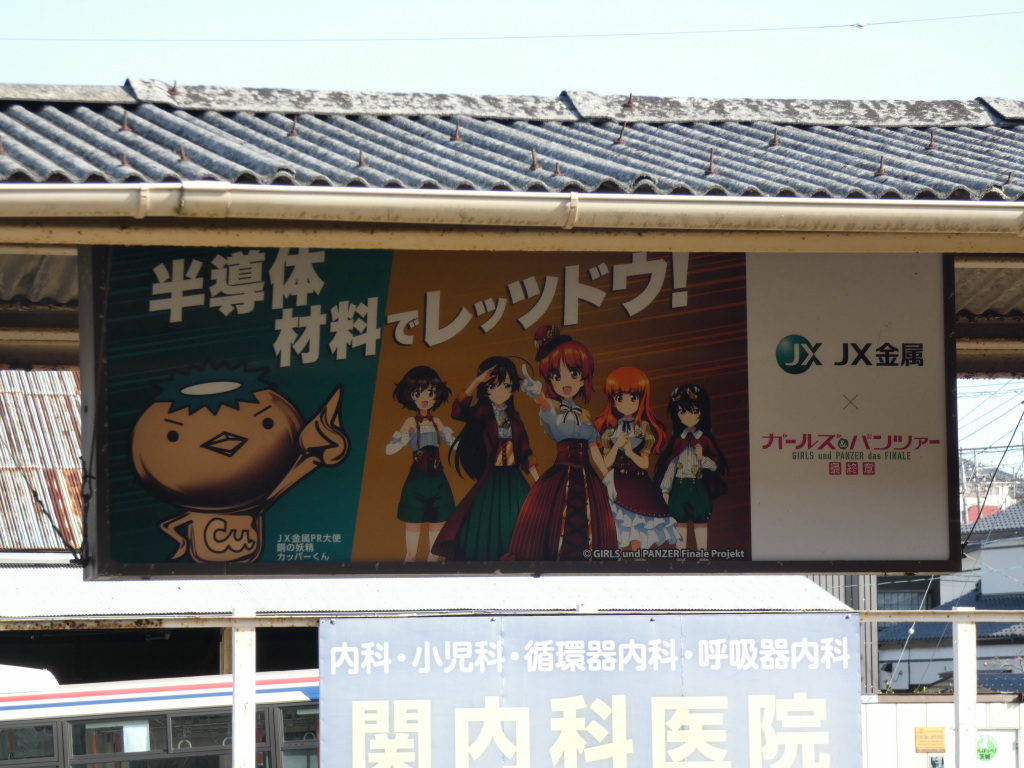 半導体
材料でレッツドウ!
Cu
JX金属PR大使
銅の妖精
カッパーくん
© GIRLS und PANZER Finale Projekt
JX JX金属
×
ガールズ&パンツァー
GIRLS und PANZER das FINALE
最終章
内科・小児科・循環器内科・呼吸器内科
関内科医院